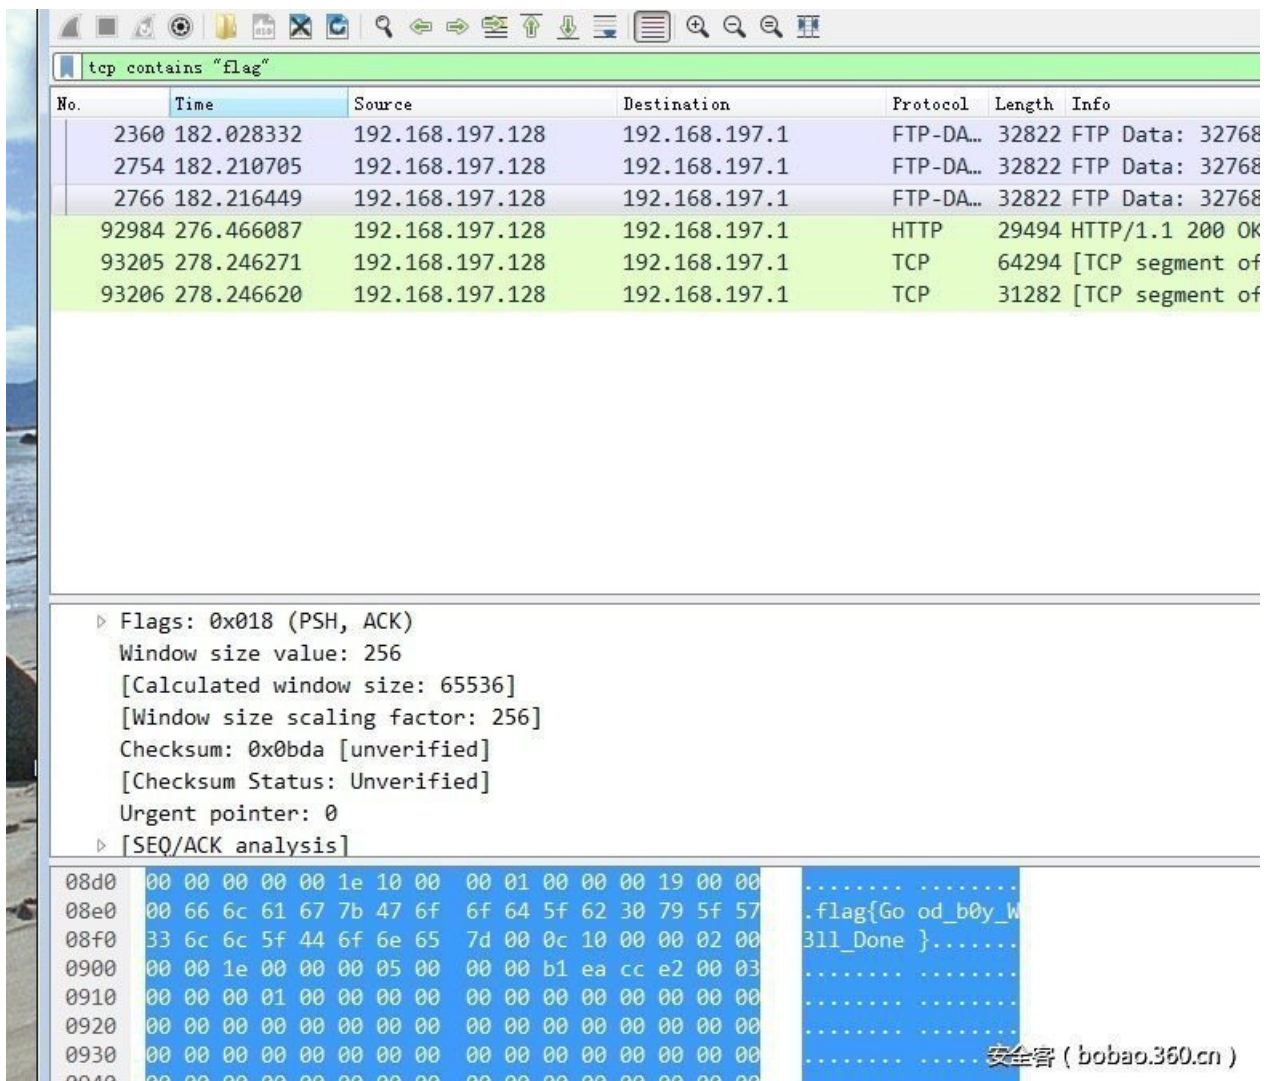 tcp contains "flag"
No. Time Source Destination Protocol Length Info
2360 182.028332 192.168.197.128 192.168.197.1 FTP-DA… 32822 FTP Data: 32768
2754 182.210705 192.168.197.128 192.168.197.1 FTP-DA… 32822 FTP Data: 32768
2766 182.216449 192.168.197.128 192.168.197.1 FTP-DA… 32822 FTP Data: 32768
92984 276.466087 192.168.197.128 192.168.197.1 HTTP 29494 HTTP/1.1 200 OK
93205 278.246271 192.168.197.128 192.168.197.1 TCP 64294 [TCP segment of
93206 278.246620 192.168.197.128 192.168.197.1 TCP 31282 [TCP segment of
Flags: 0x018 (PSH, ACK)
Window size value: 256
[Calculated window size: 65536]
[Window size scaling factor: 256]
Checksum: 0x0bda [unverified]
[Checksum Status: Unverified]
Urgent pointer: 0
[SEQ/ACK analysis]
08d0 00 00 00 00 00 1e 10 00 00 01 00 00 00 19 00 00 ........ ........
08e0 00 66 6c 61 67 7b 47 6f 6f 64 5f 62 30 79 5f 57 .flag{Go od_b0y_W
08f0 33 6c 6c 5f 44 6f 6e 65 7d 00 0c 10 00 00 02 00 3ll_Done }.......
0900 00 00 1e 00 00 00 05 00 00 00 b1 ea cc e2 00 03 ........ ........
0910 00 00 00 01 00 00 00 00 00 00 00 00 00 00 00 00 ........ ........
0920 00 00 00 00 00 00 00 00 00 00 00 00 00 00 00 00 ........ ........
0930 00 00 00 00 00 00 00 00 00 00 00 00 00 00 00 00 ........ .....
安全客 ( bobao.360.cn )